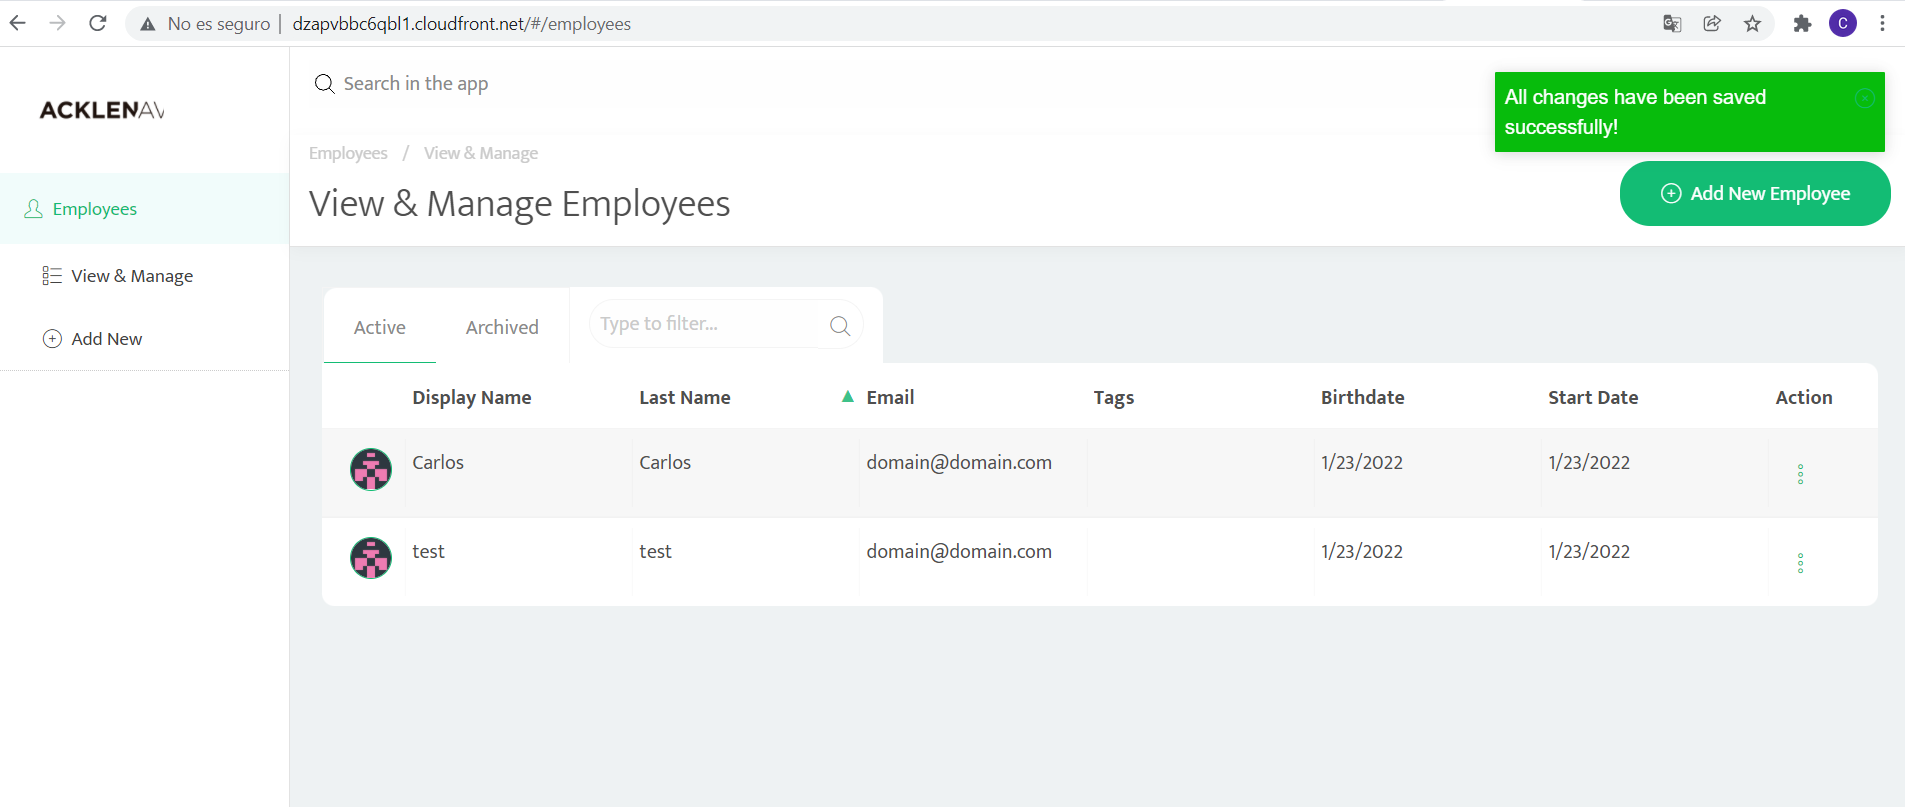 No es seguro | dzapvbbc6qbl1.cloudfront.net/#/employees
C
ACKLENAV
Search in the app
All changes have been saved
successfully!
Employees / View & Manage
View & Manage Employees
Add New Employee
Employees
View & Manage
Add New
Active Archived Type to filter...
Display Name Last Name ▲ Email Tags Birthdate Start Date Action
Carlos Carlos domain@domain.com 1/23/2022 1/23/2022
test test domain@domain.com 1/23/2022 1/23/2022